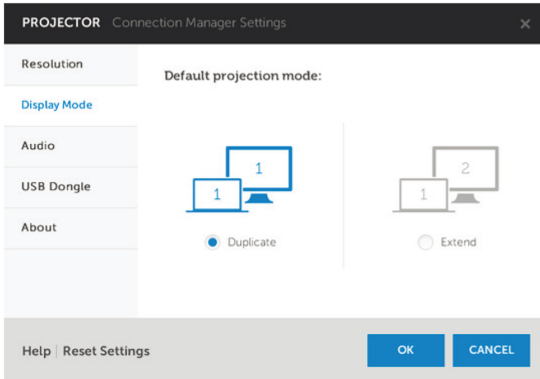 PROJECTOR Connection Manager Settings ×
Resolution
Default projection mode:
Display Mode
Audio
USB Dongle
About
1
1
2
1
Duplicate
Extend
Help | Reset Settings
OK
CANCEL